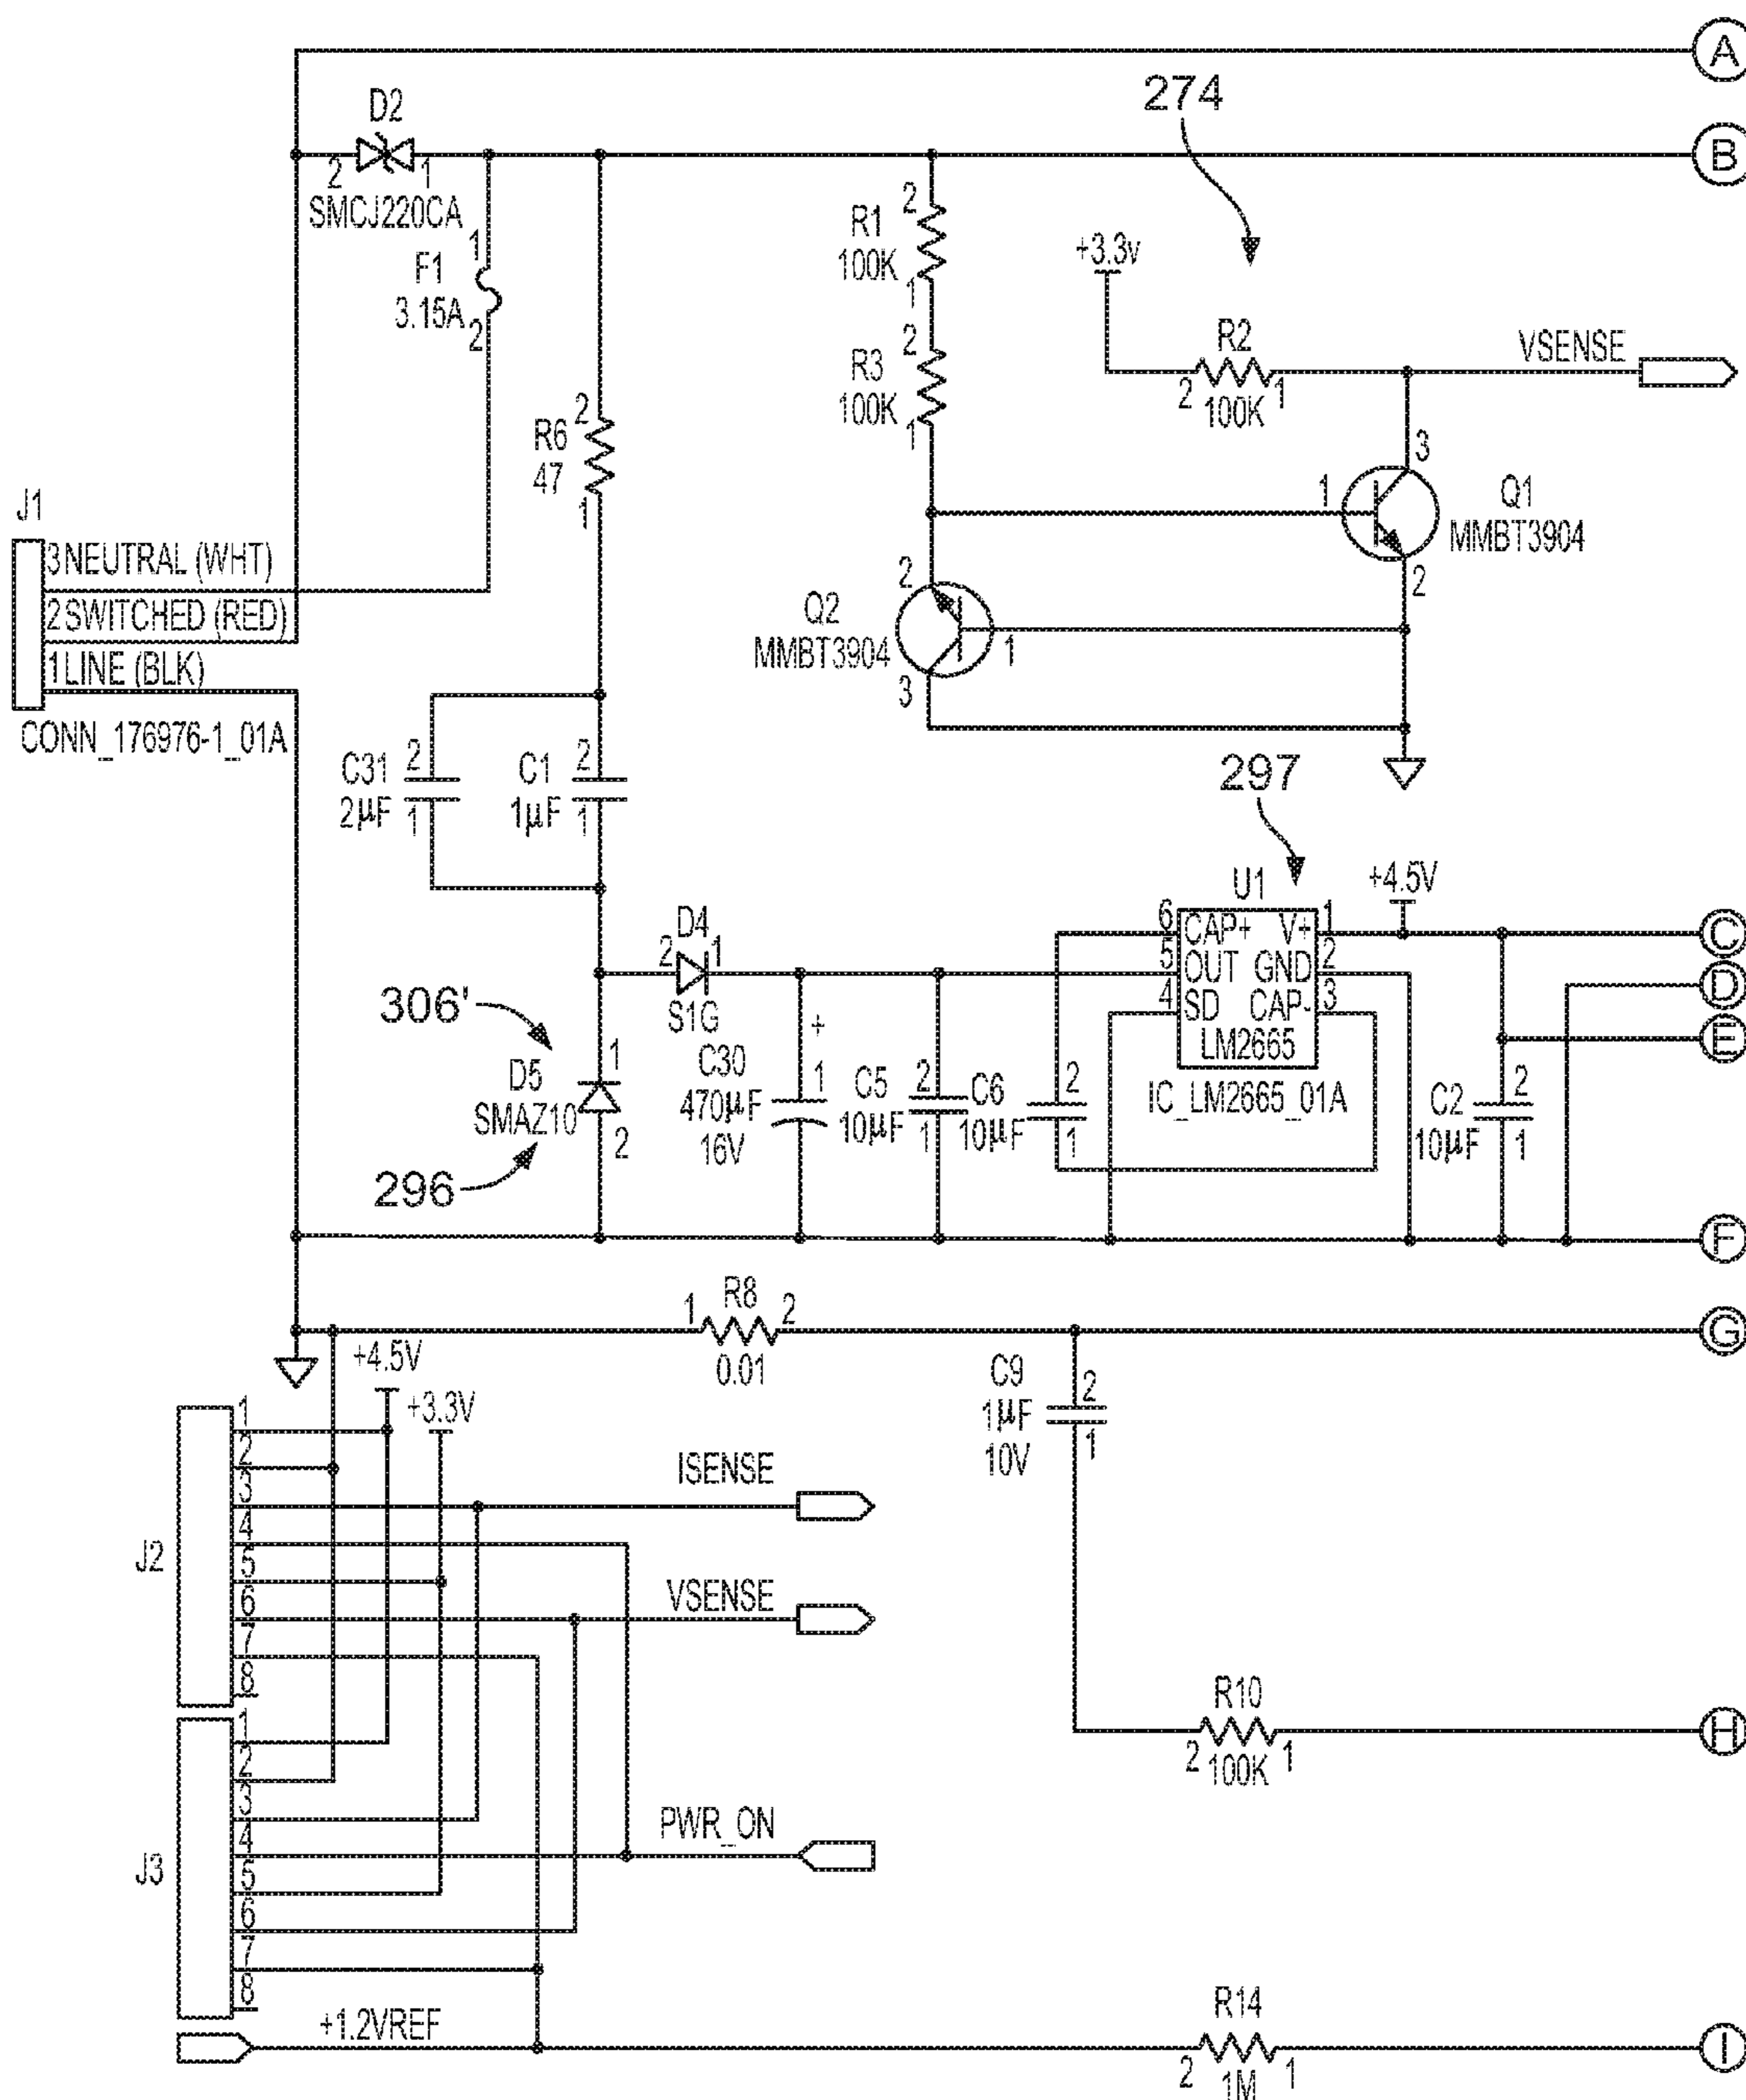 A
274
D2
B
2 1
SMCJ220CA
1
F1
3.15A
2
2
R1
100K
1
+3.3v
2
R3
100K
1
R2
2 1
100K
VSENSE
2
R6
47
1
3
1
Q1
MMBT3904
2
J1
3 NEUTRAL (WHT)
2 SWITCHED (RED)
1 LINE (BLK)
CONN_176976-1_01A
2
Q2
MMBT3904
1
3
2
C31
2µF
1
2
C1
1µF
1
297
U1
+4.5V
6 CAP+ V+ 1
5 OUT GND 2
4 SD CAP- 3
LM2665
IC_LM2665_01A
C
D
E
D4
2 1
S1G
306'
1
D5
SMAZ10
2
296
+
C30 1
470µF
16V
C5 2
10µF
1
C6 2
10µF
1
C2 2
10µF
1
F
R8
1 2
0.01
G
+4.5V
+3.3V
C9 2
1µF
10V 1
J2
1
2
3
4
5
6
7
8
ISENSE
VSENSE
R10
2 1
100K
H
J3
1
2
3
4
5
6
7
8
PWR_ON
+1.2VREF
R14
2 1
1M
I